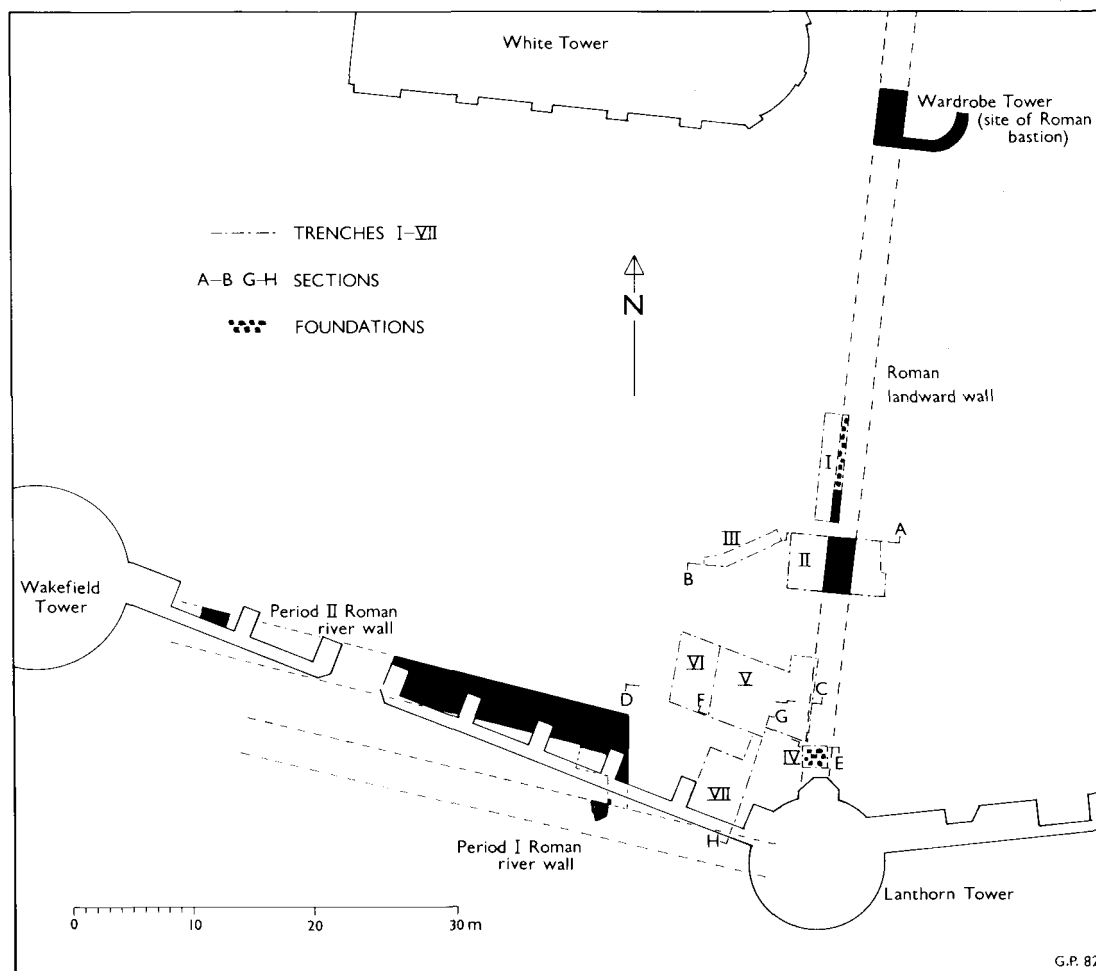 White Tower
Wardrobe Tower
(site of Roman
bastion)
TRENCHES I–VII
A–B G–H SECTIONS
FOUNDATIONS
N
Roman
landward wall
I
A
III
II
B
Wakefield
Tower
Period II Roman
river wall
VI
V
C
D
F
G
IV
E
VII
H
Period I Roman
river wall
Lanthorn Tower
0 10 20 30 m
G.P. 82